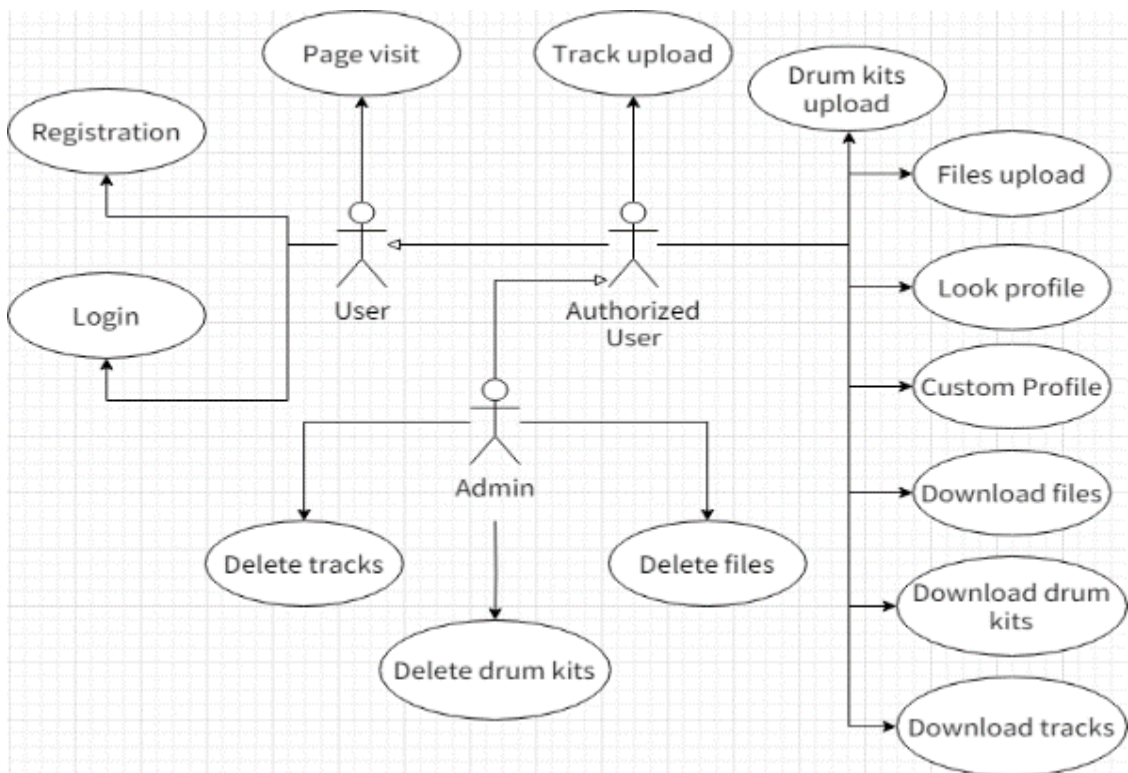 Page visit
Track upload
Drum kits
upload
Registration
Files upload
Look profile
Login
User
Authorized
User
Custom Profile
Admin
Download files
Delete tracks
Delete files
Download drum
kits
Delete drum kits
Download tracks